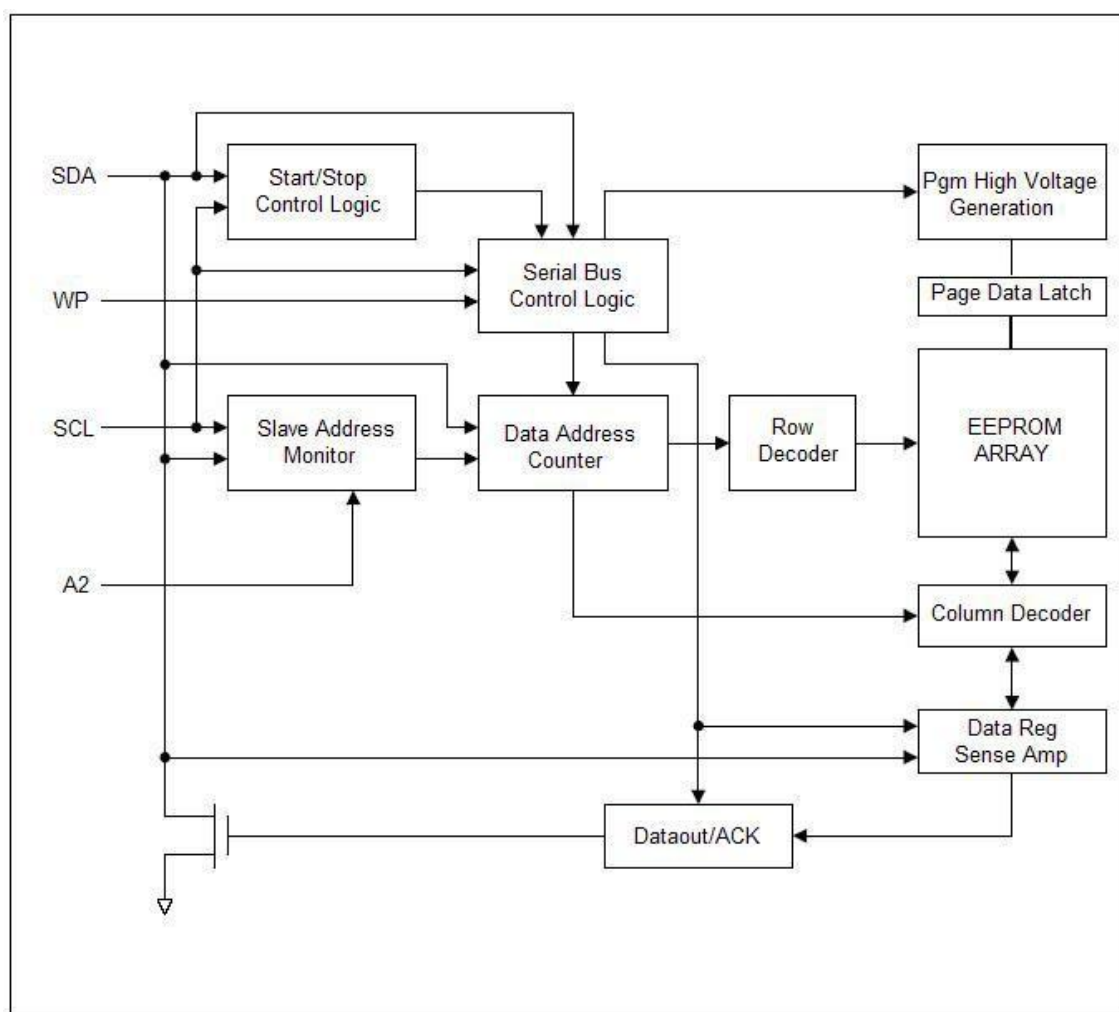 SDA
Start/Stop
Control Logic
Pgm High Voltage
Generation
WP
Serial Bus
Control Logic
Page Data Latch
SCL
Slave Address
Monitor
Data Address
Counter
Row
Decoder
EEPROM
ARRAY
A2
Column Decoder
Data Reg
Sense Amp
Dataout/ACK